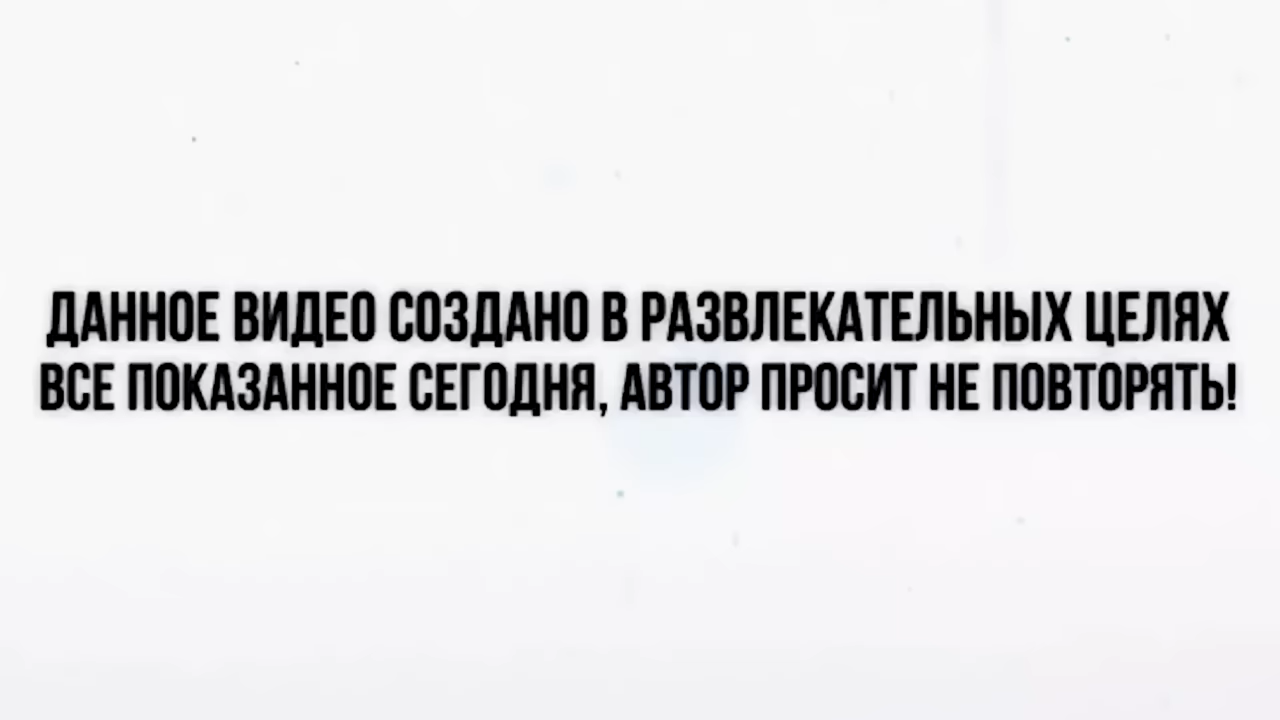 ДАННОЕ ВИДЕО СОЗДАНО В РАЗВЛЕКАТЕЛЬНЫХ ЦЕЛЯХ
ВСЕ ПОКАЗАННОЕ СЕГОДНЯ, АВТОР ПРОСИТ НЕ ПОВТОРЯТЬ!